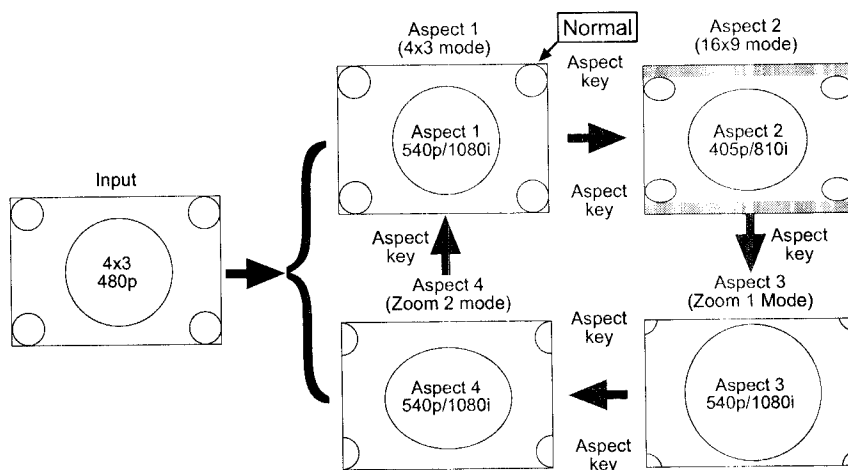 Aspect 1
(4x3 mode)
Normal
Aspect
key
Aspect 2
(16x9 mode)
Aspect 1
540p/1080i
Aspect 2
405p/810i
Aspect
key
Input
4x3
480p
Aspect
key
Aspect
key
Aspect 4
(Zoom 2 mode)
Aspect 3
(Zoom 1 Mode)
Aspect
key
Aspect 4
540p/1080i
Aspect 3
540p/1080i
Aspect
key